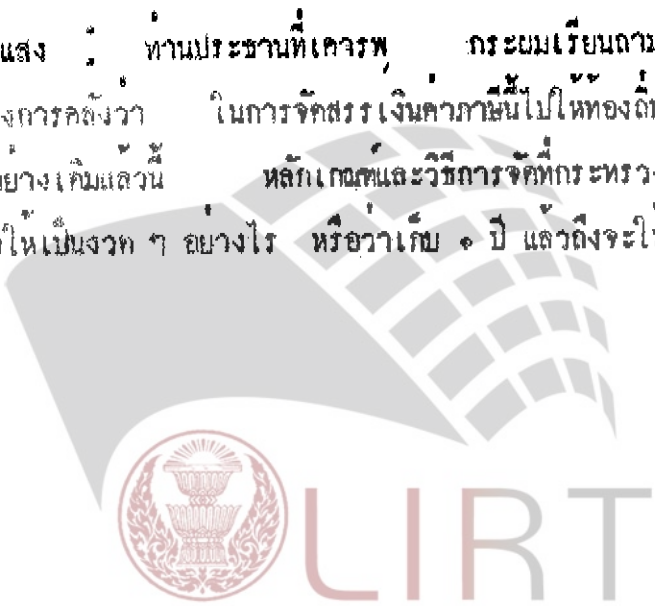 แสง : ท่านประธานที่เคารพ กระผมเรียนถาม
งการคลังว่า ในการจัดสรรเงินค่าภาษีนี้ไปให้ท้องถิ่
อย่างเดิมแล้วนี้ หลักเกณฑ์และวิธีการจัดที่กระทรว
ให้เป็นงวด ๆ อย่างไร หรือว่าเก็บ ๑ ปี แล้วถึงจะให้
LIRT